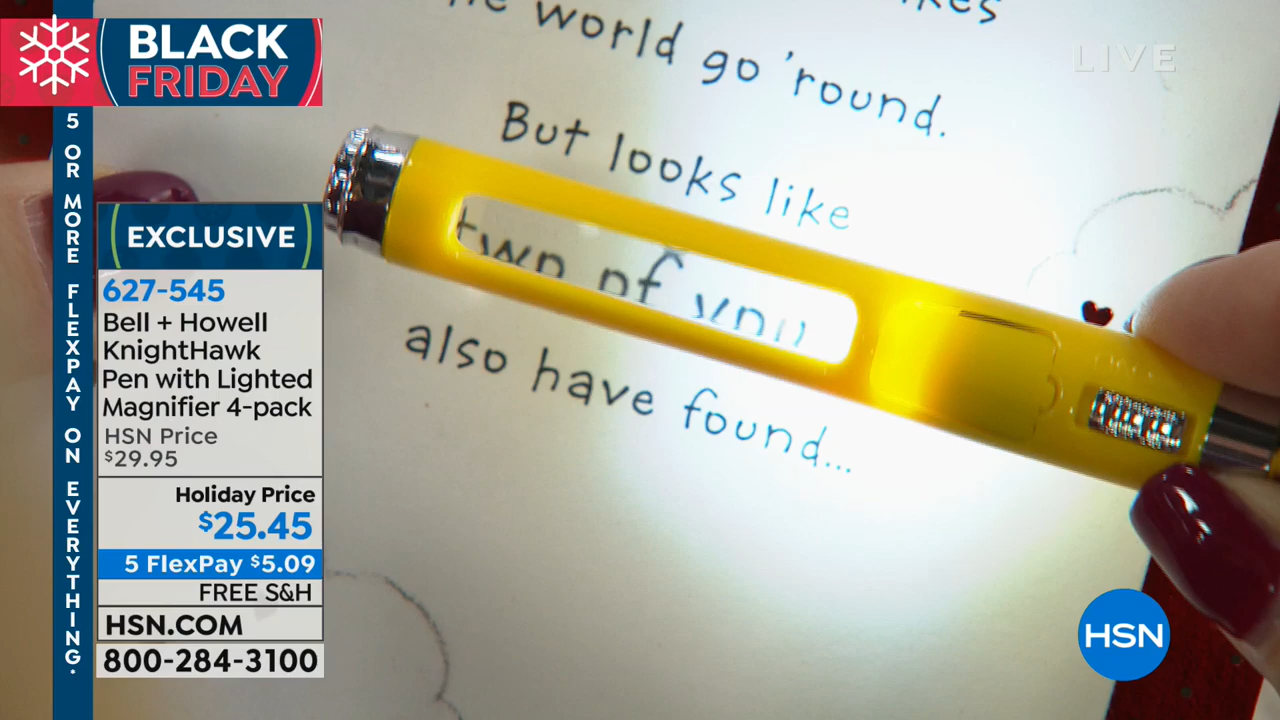 BLACK
FRIDAY
5 OR MORE FLEXPAY ON EVERYTHING.
EXCLUSIVE
627-545
Bell + Howell
KnightHawk
Pen with Lighted
Magnifier 4-pack
HSN Price
$29.95
Holiday Price
$25.45
5 FlexPay $5.09
FREE S&H
HSN.COM
800-284-3100
LIVE
world go 'round.
But looks like
two of you
also have found...
HSN